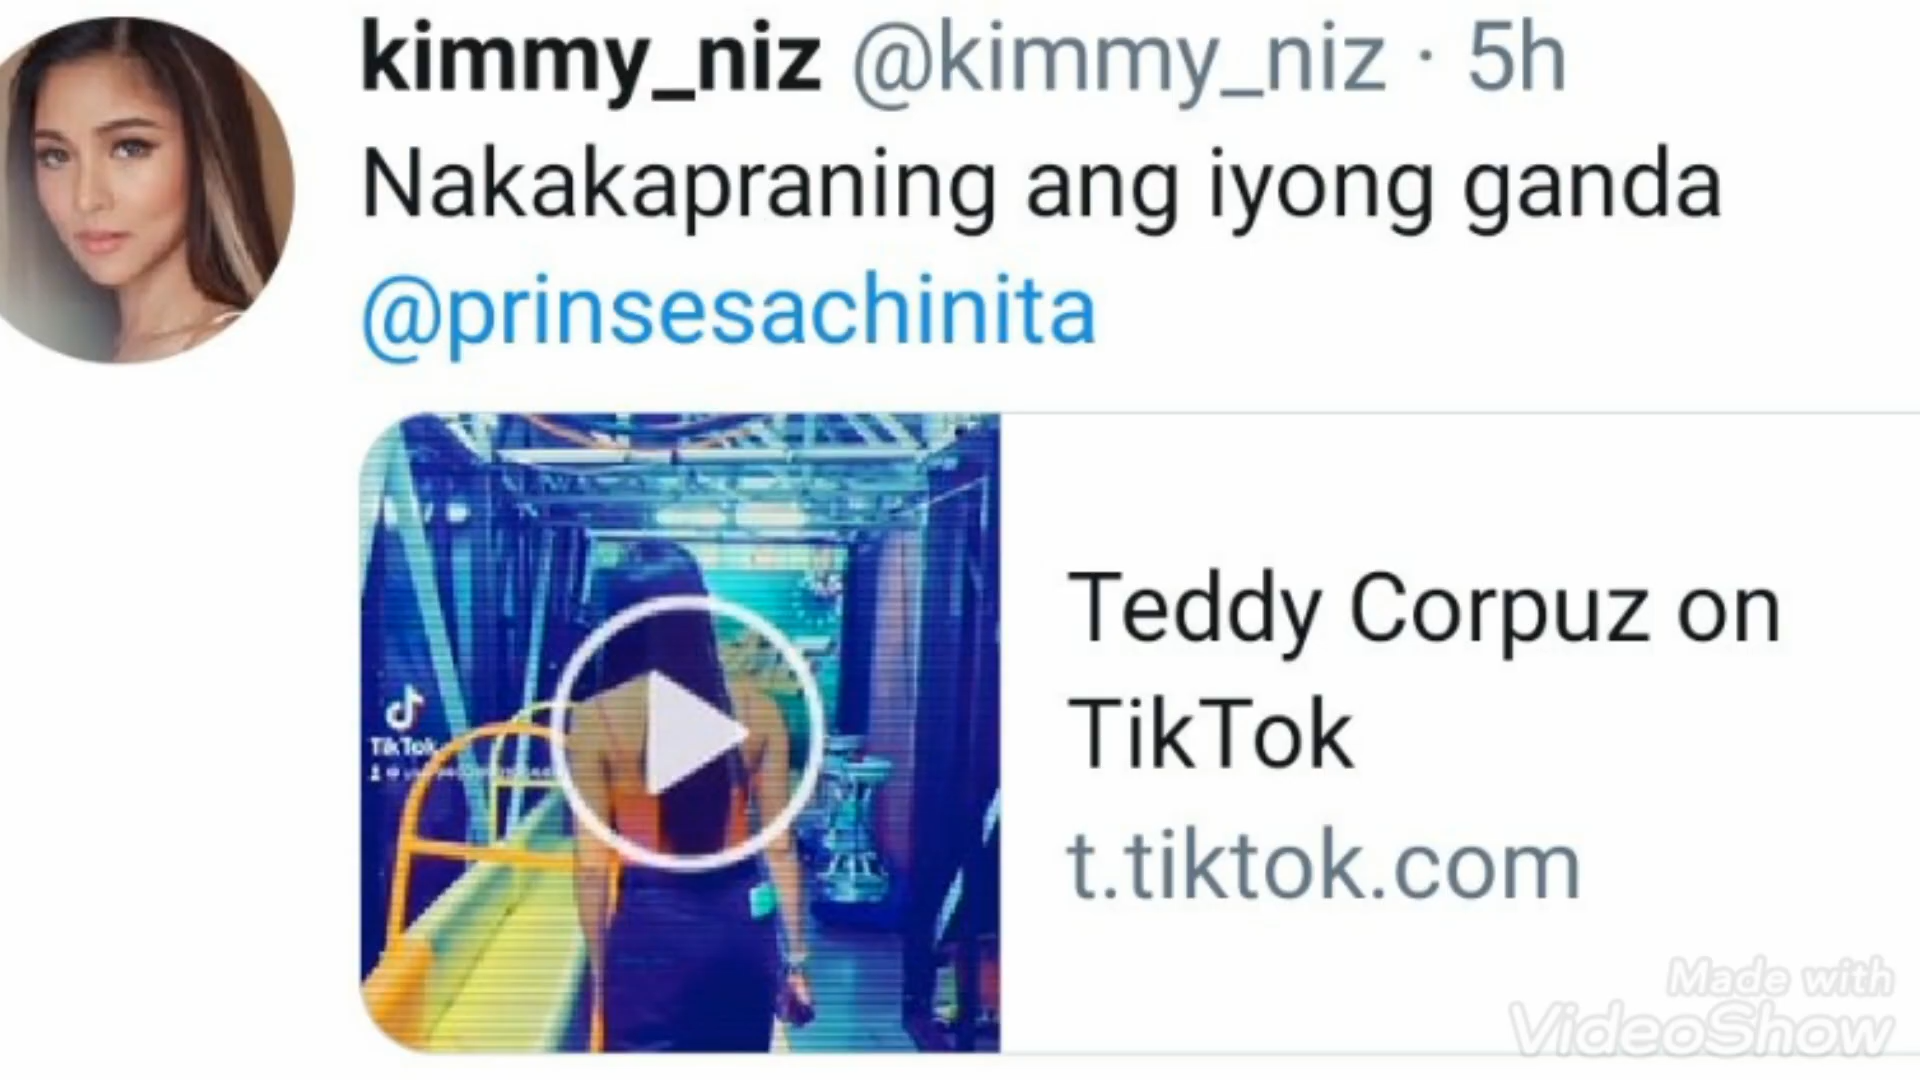 kimmy_niz @kimmy_niz · 5h
Nakakapraning ang iyong ganda
@prinsesachinita
TikTok
Teddy Corpuz on
TikTok
t.tiktok.com
Made with
VideoShow